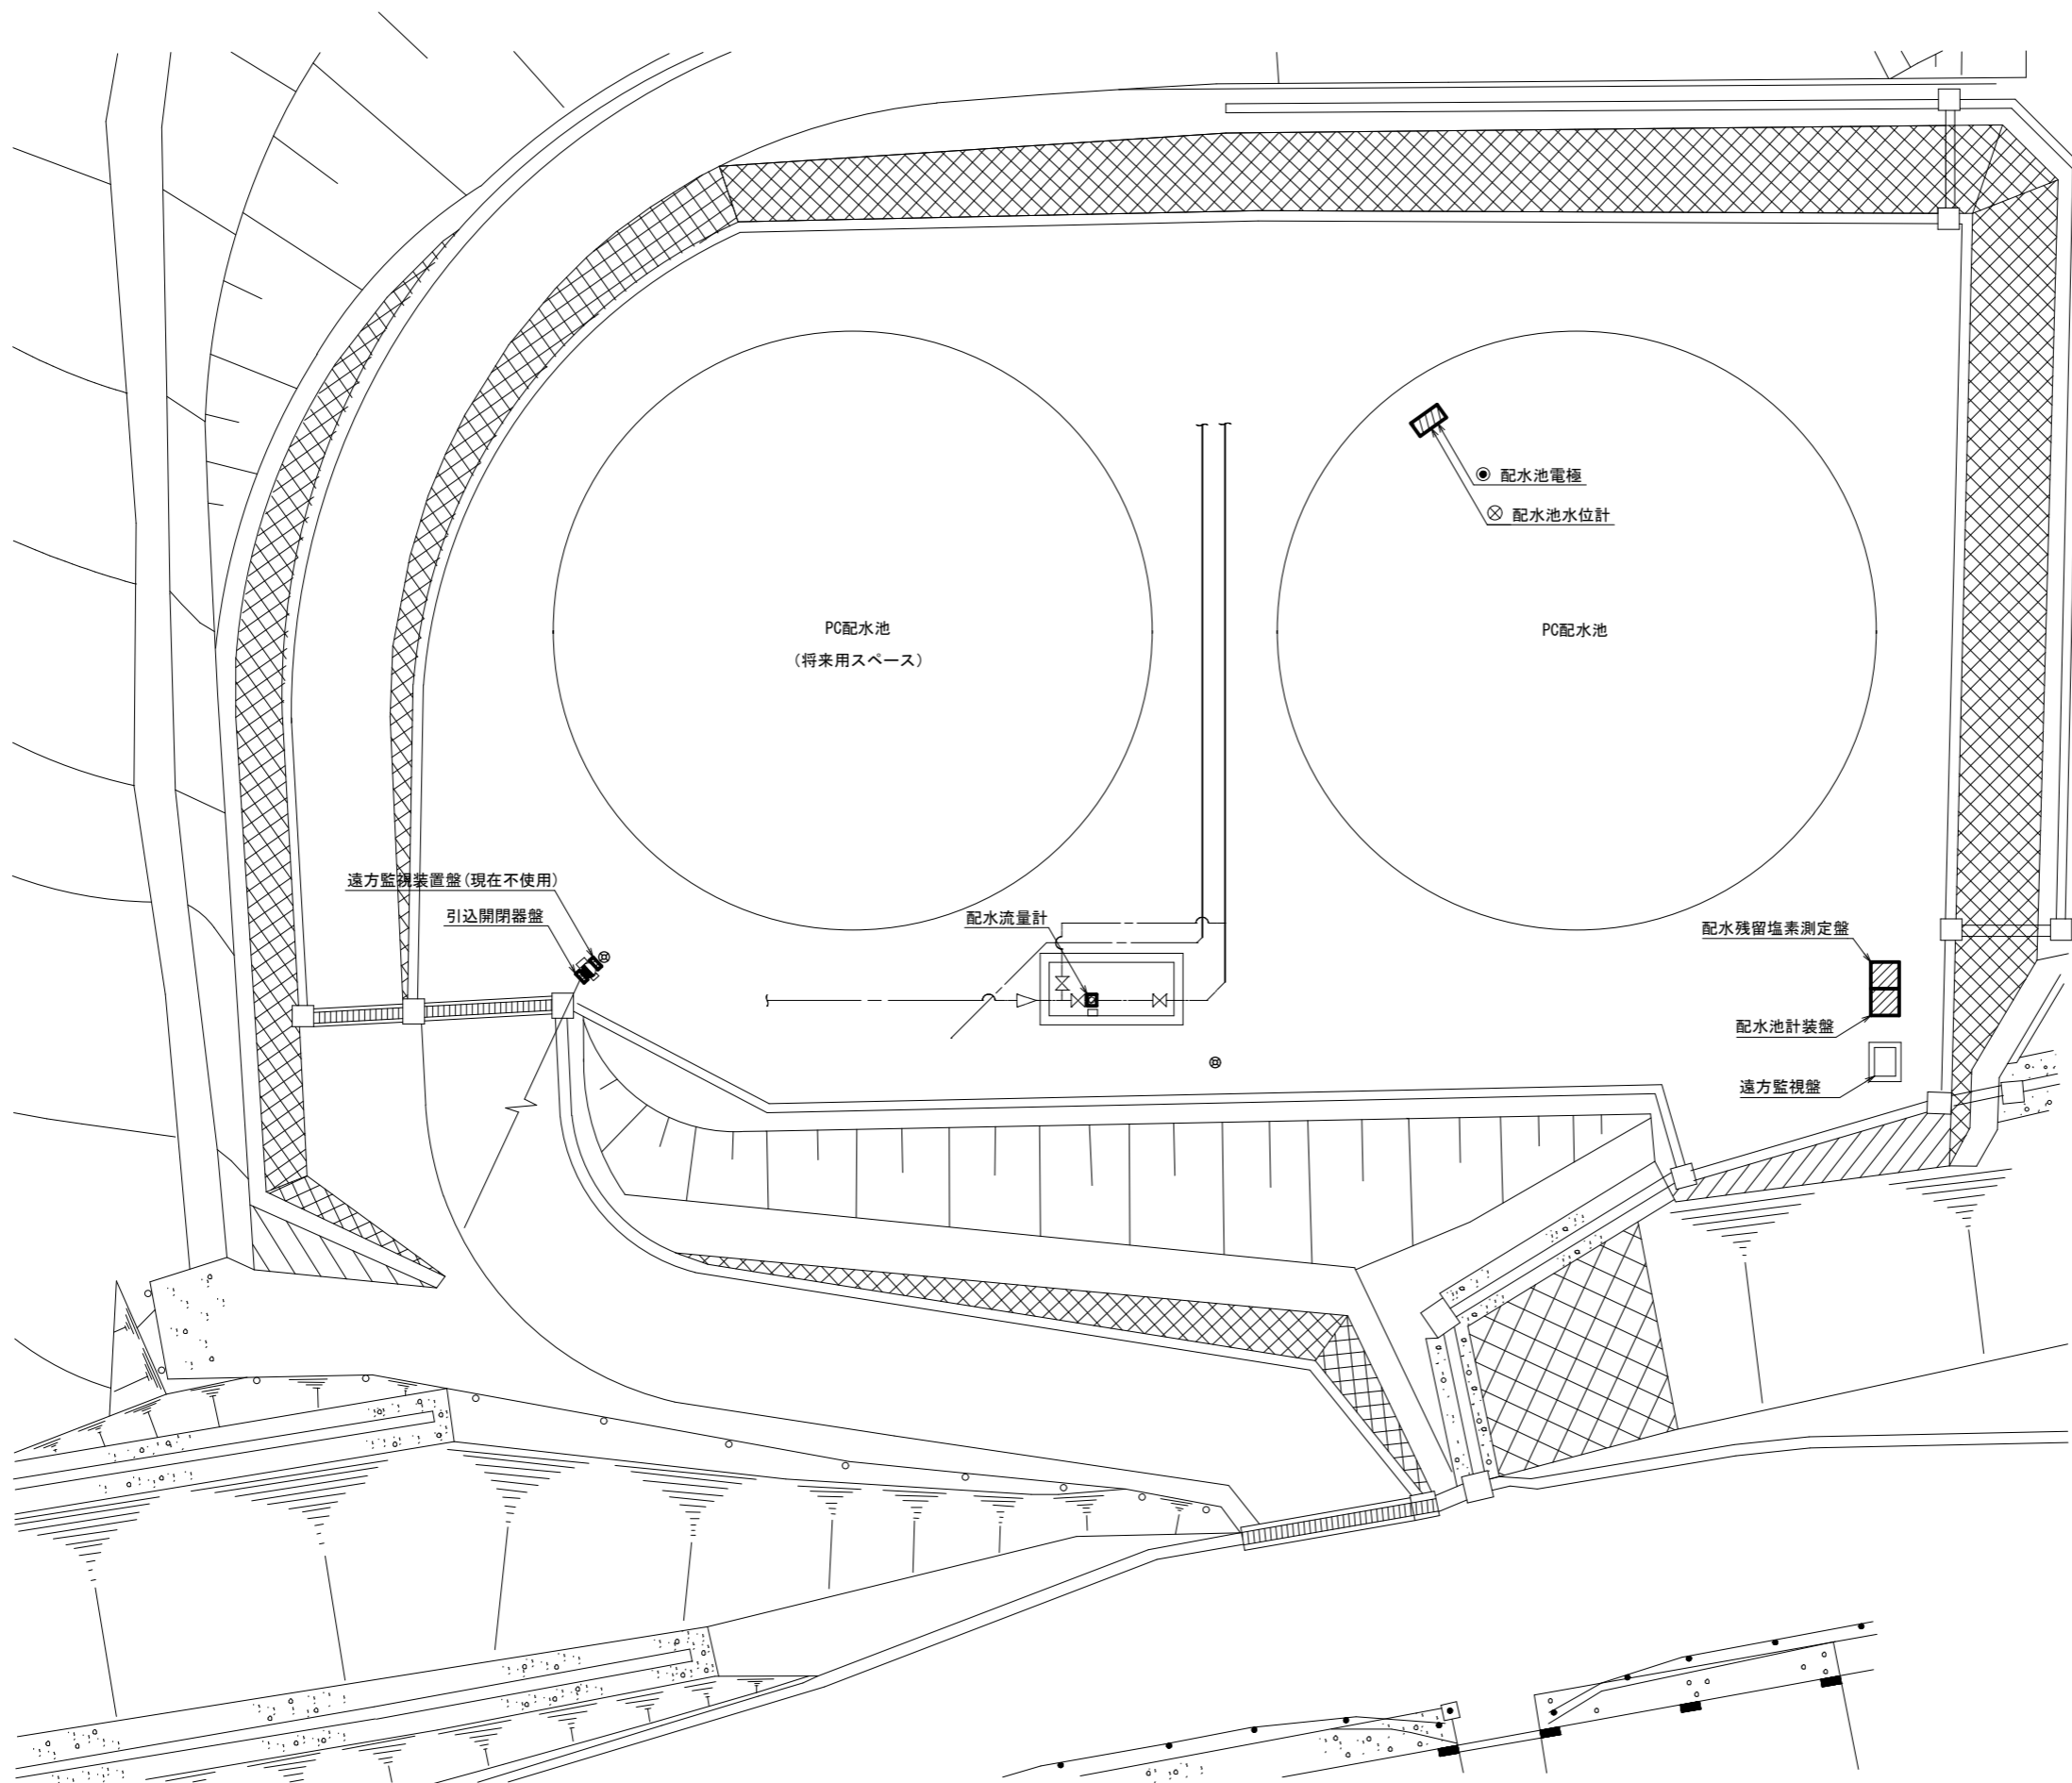 配水池電極
配水池水位計
PC配水池
(将来用スペース)
PC配水池
遠方監視装置盤(現在不使用)
引込開閉器盤
配水流量計
配水残留塩素測定盤
配水池計装盤
遠方監視盤